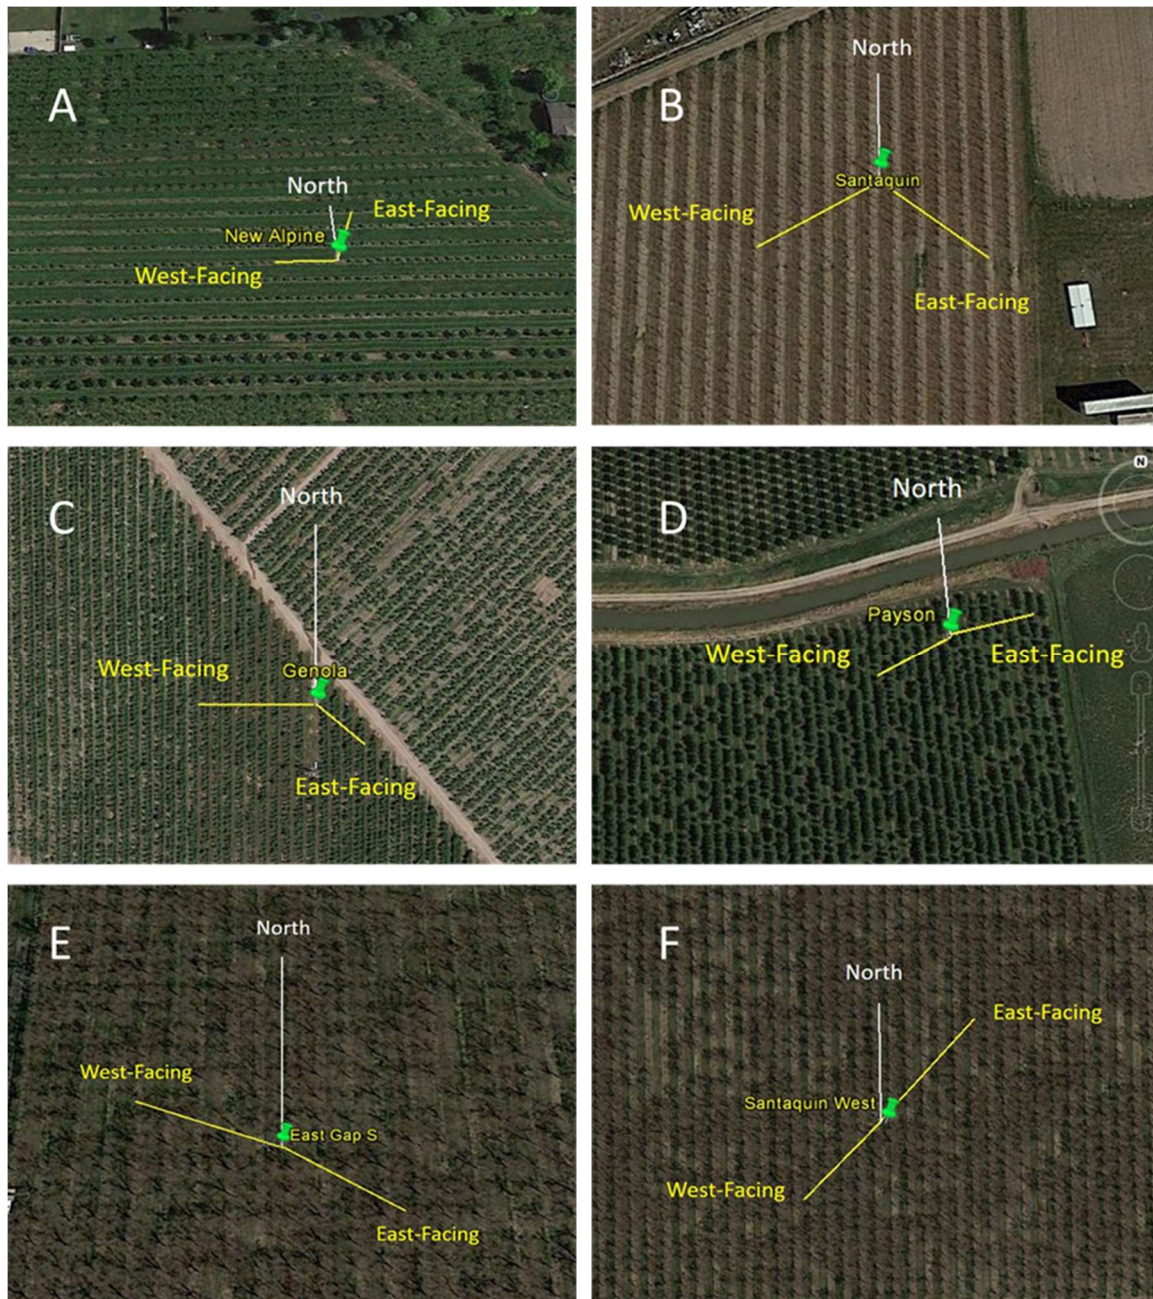 A
North
East-Facing
New Alpine
West-Facing
B
North
Santaquin
West-Facing
East-Facing
C
North
West-Facing
Genola
East-Facing
D
N
North
Payson
West-Facing
East-Facing
E
North
West-Facing
East Gap S
East-Facing
F
North
East-Facing
Santaquin West
West-Facing